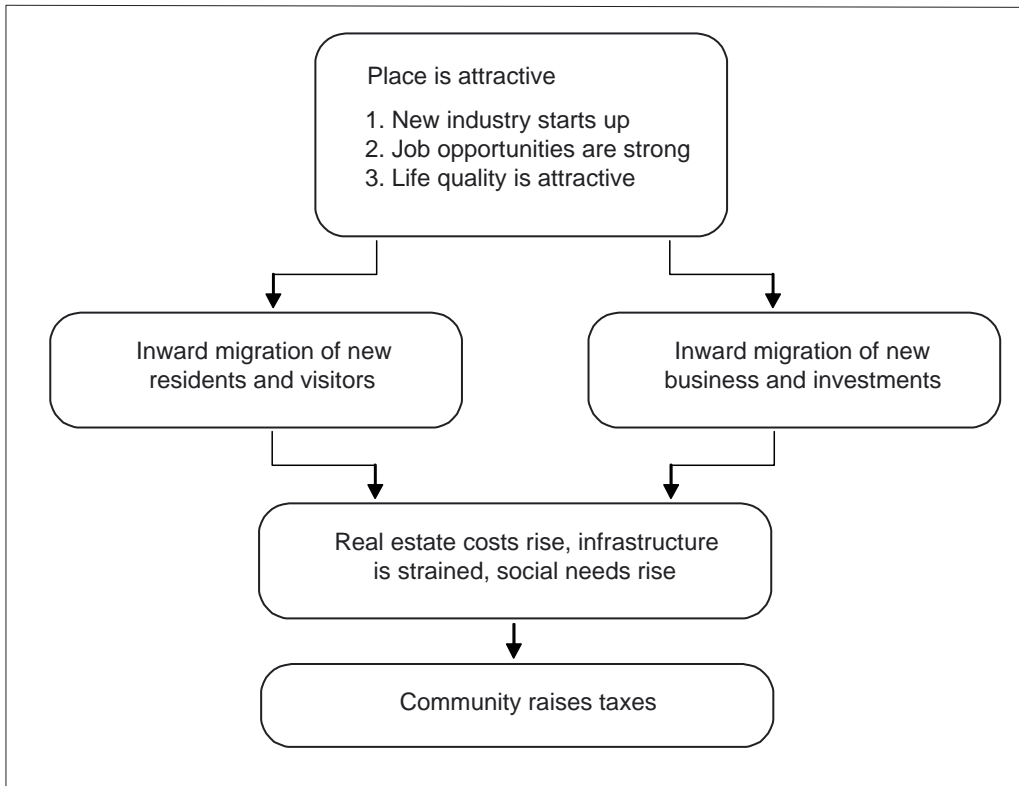 Place is attractive
1. New industry starts up
2. Job opportunities are strong
3. Life quality is attractive
Inward migration of new
residents and visitors
Inward migration of new
business and investments
Real estate costs rise, infrastructure
is strained, social needs rise
Community raises taxes